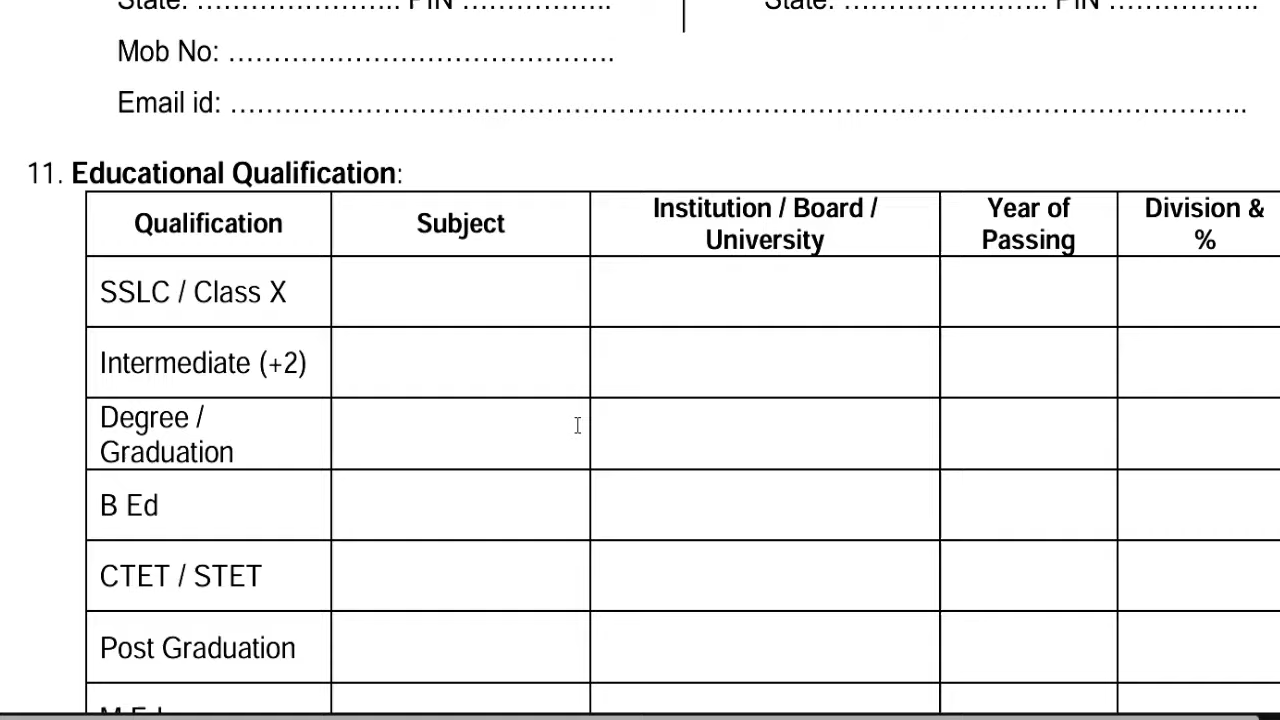 State: ………………….. PIN …………….. State: ………………….. PIN ……………..
Mob No: …………………………………….
Email id: ……………………………………………………………………………………………………..
11. Educational Qualification:
Qualification Subject Institution / Board / University Year of Passing Division & %
SSLC / Class X
Intermediate (+2)
Degree /
Graduation
B Ed
CTET / STET
Post Graduation